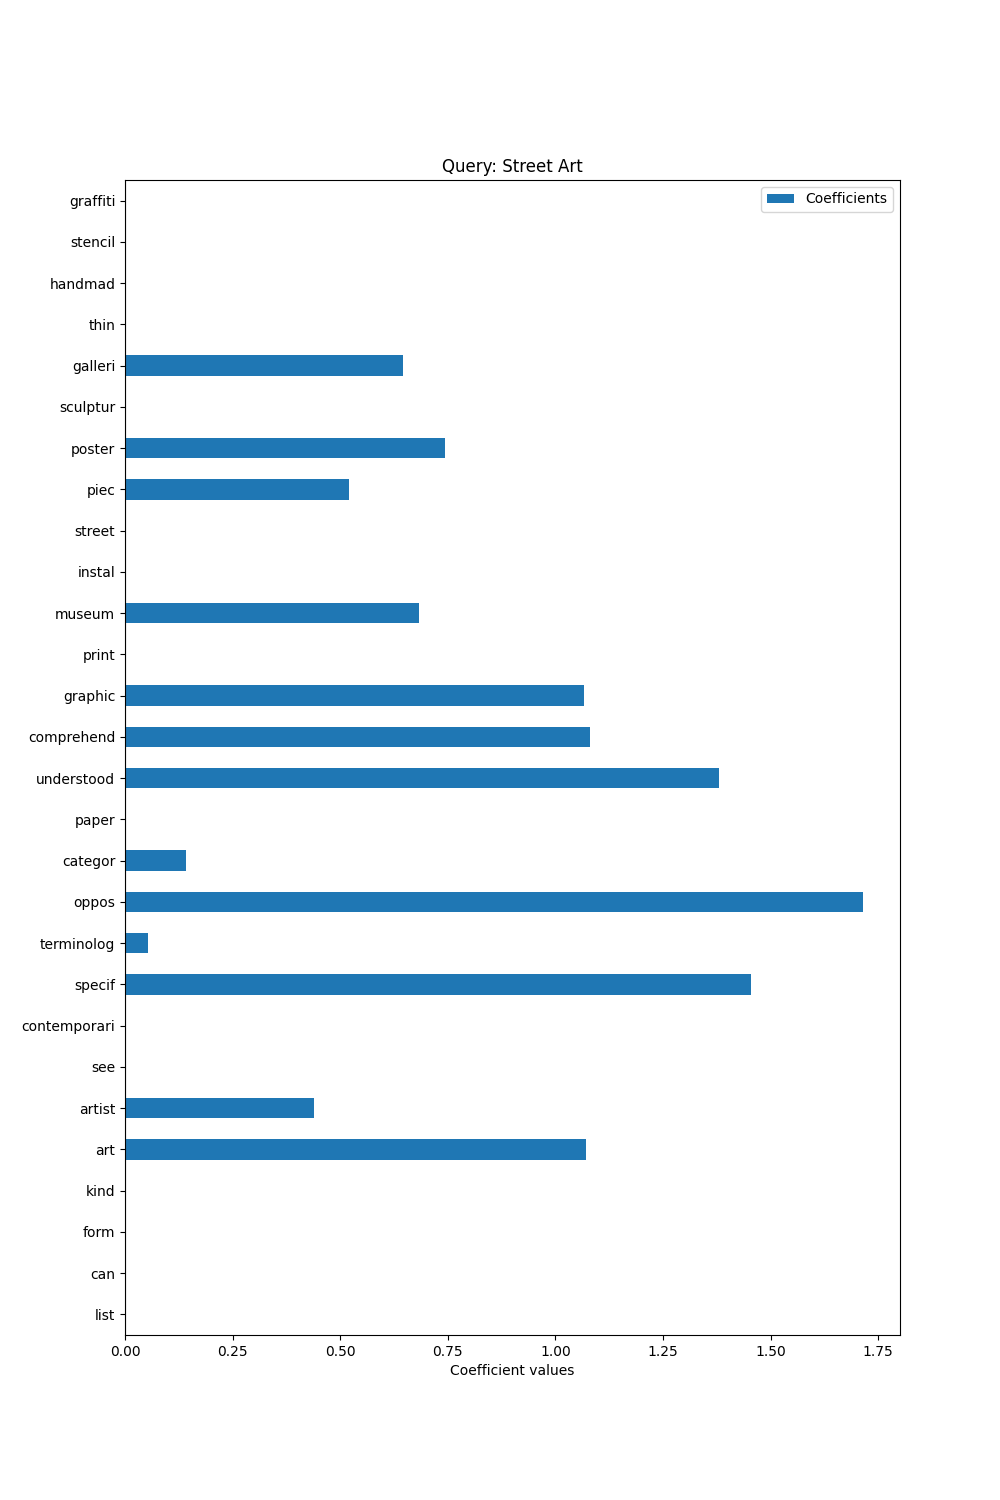 Query: Street Art
Coefficients
graffiti
stencil
handmad
thin
galleri
sculptur
poster
piec
street
instal
museum
print
graphic
comprehend
understood
paper
categor
oppos
terminolog
specif
contemporari
see
artist
art
kind
form
can
list
0.00 0.25 0.50 0.75 1.00 1.25 1.50 1.75
Coefficient values